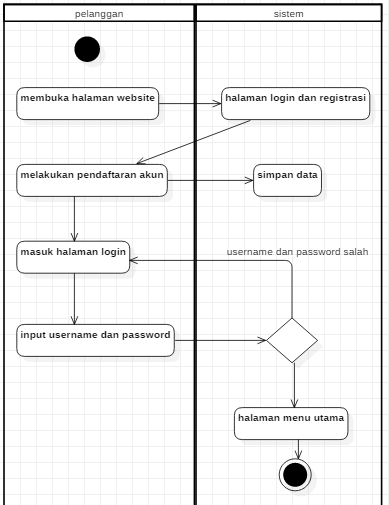 pelanggan
sistem
membuka halaman website
halaman login dan registrasi
melakukan pendaftaran akun
simpan data
masuk halaman login
username dan password salah
input username dan password
halaman menu utama